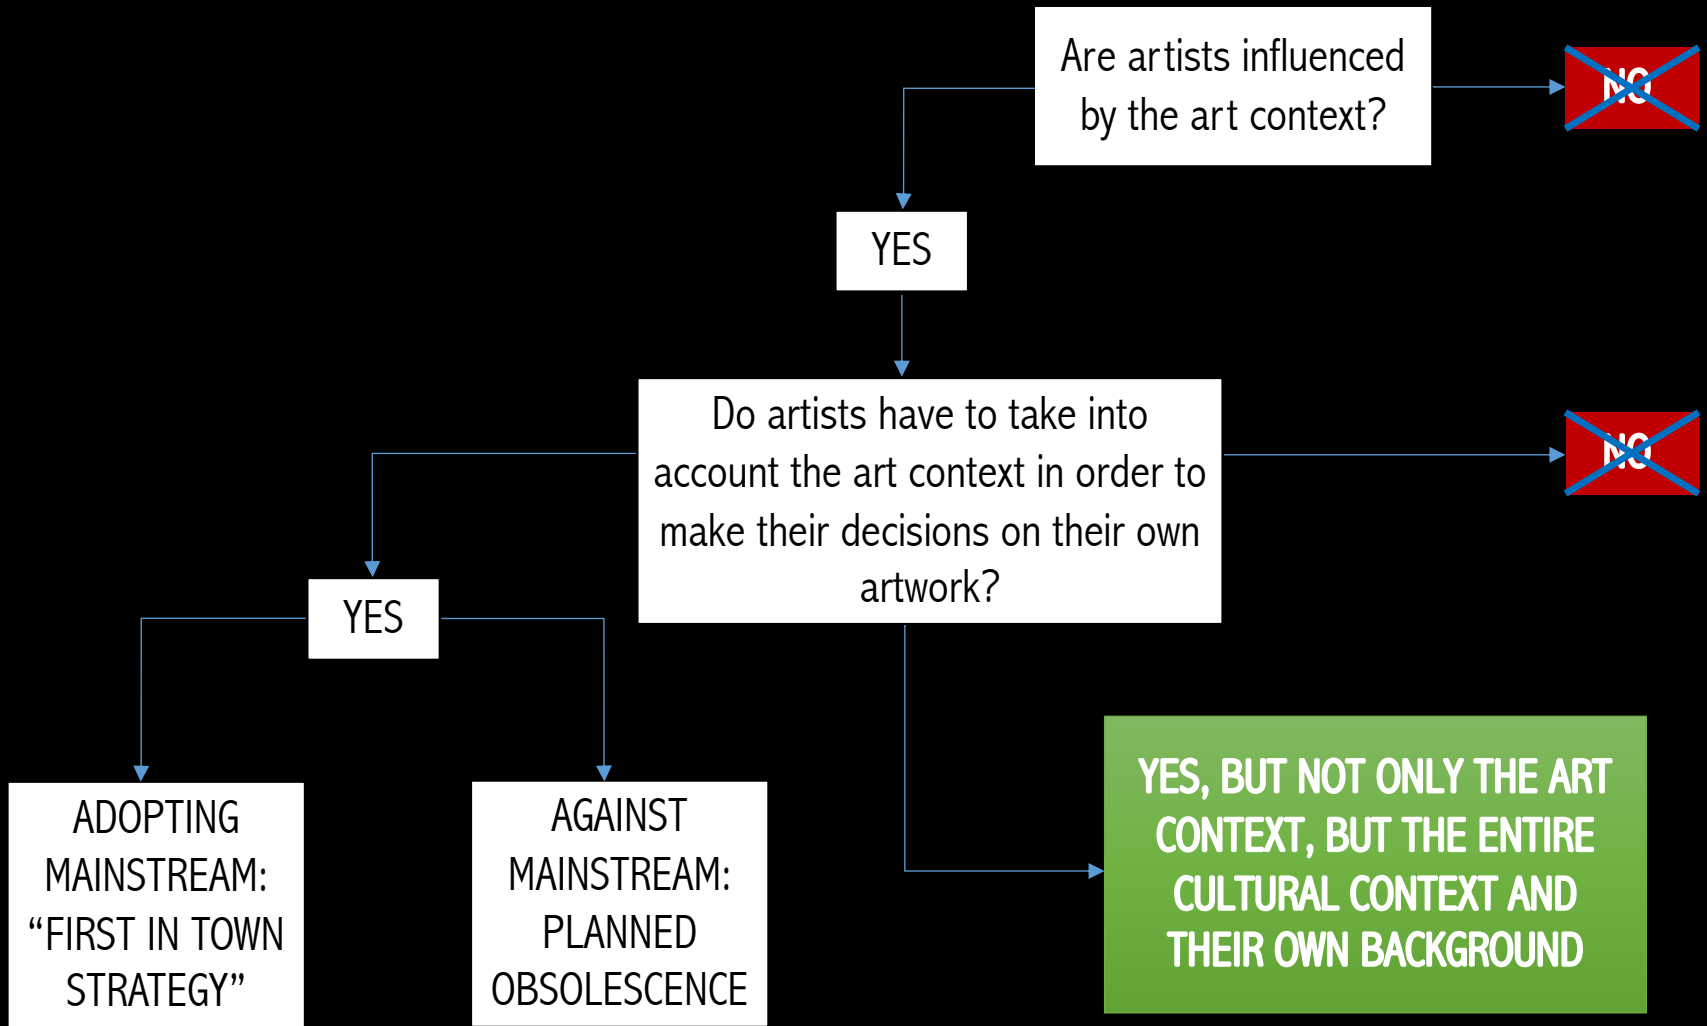 Are artists influenced
by the art context?
NO
YES
Do artists have to take into
account the art context in order to
make their decisions on their own
artwork?
NO
YES
ADOPTING
MAINSTREAM:
“FIRST IN TOWN
STRATEGY”
AGAINST
MAINSTREAM:
PLANNED
OBSOLESCENCE
YES, BUT NOT ONLY THE ART
CONTEXT, BUT THE ENTIRE
CULTURAL CONTEXT AND
THEIR OWN BACKGROUND